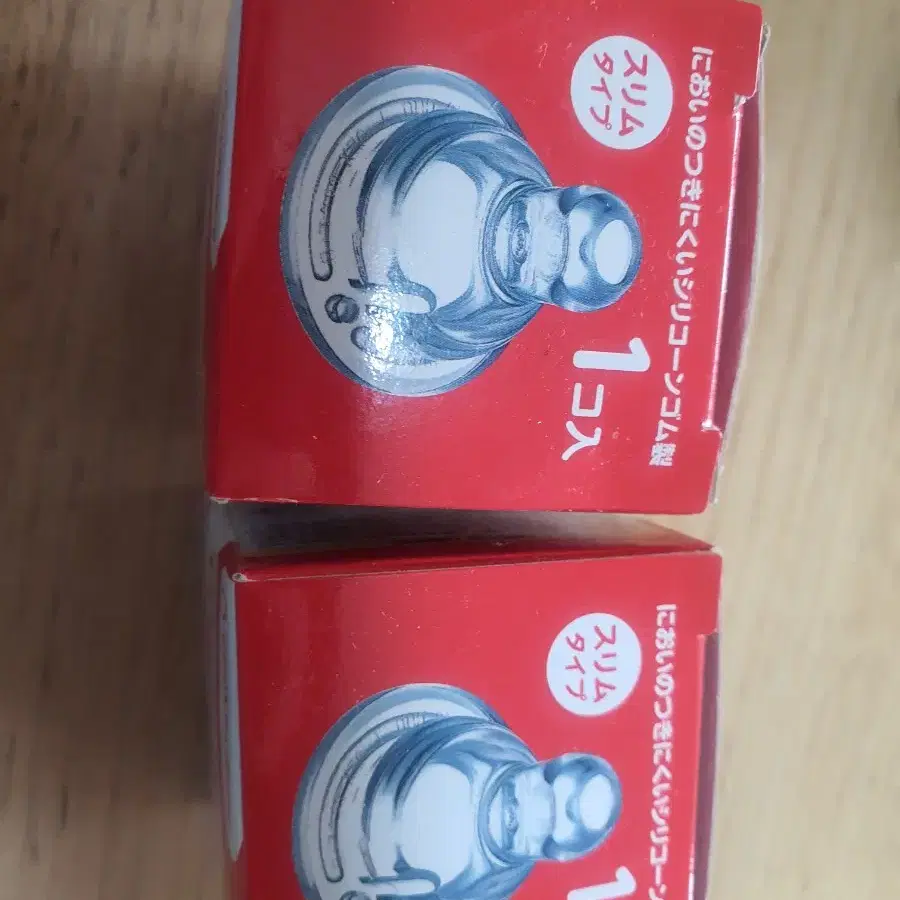 においのつきにくいシリコーンゴム製
スリム
タイプ
1コ入
においのつきにくいシリコーン
スリム
タイプ
1